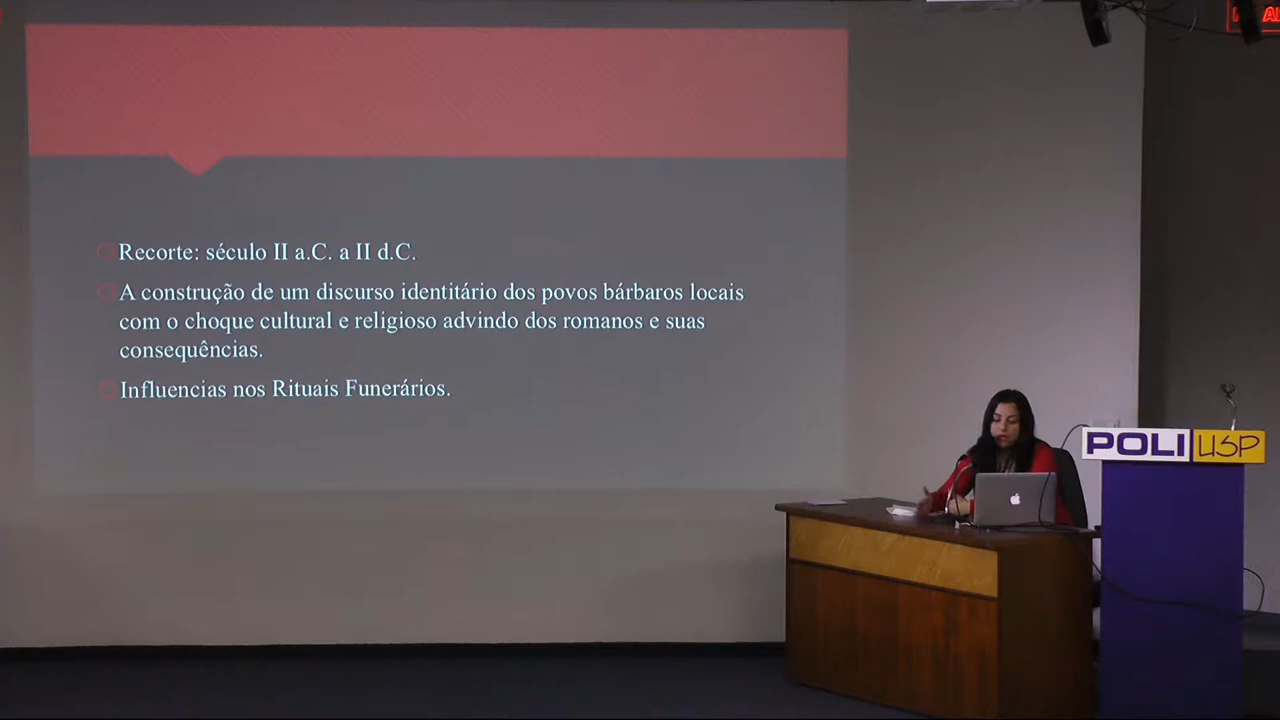 Recorte: século II a.C. a II d.C.
A construção de um discurso identitário dos povos bárbaros locais
com o choque cultural e religioso advindo dos romanos e suas
consequências.
Influencias nos Rituais Funerários.
POLI USP